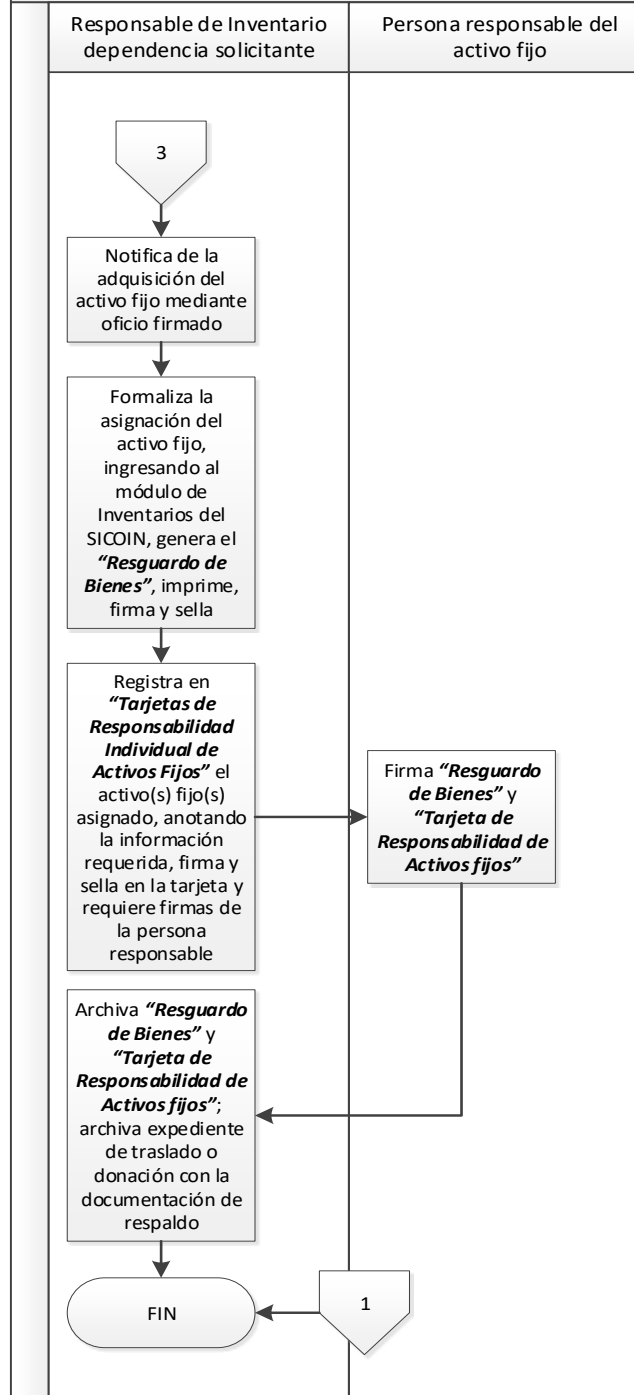 Responsable de Inventario
dependencia solicitante
Persona responsable del
activo fijo
3
Notifica de la
adquisición del
activo fijo mediante
oficio firmado
Formaliza la
asignación del
activo fijo,
ingresando al
módulo de
Inventarios del
SICOIN, genera el
“Resguardo de
Bienes”, imprime,
firma y sella
Registra en
“Tarjetas de
Responsabilidad
Individual de
Activos Fijos” el
activo(s) fijo(s)
asignado, anotando
la información
requerida, firma y
sella en la tarjeta y
requiere firmas de
la persona
responsable
Firma “Resguardo
de Bienes” y
“Tarjeta de
Responsabilidad de
Activos fijos”
Archiva “Resguardo
de Bienes” y
“Tarjeta de
Responsabilidad de
Activos fijos”;
archiva expediente
de traslado o
donación con la
documentación de
respaldo
FIN
1